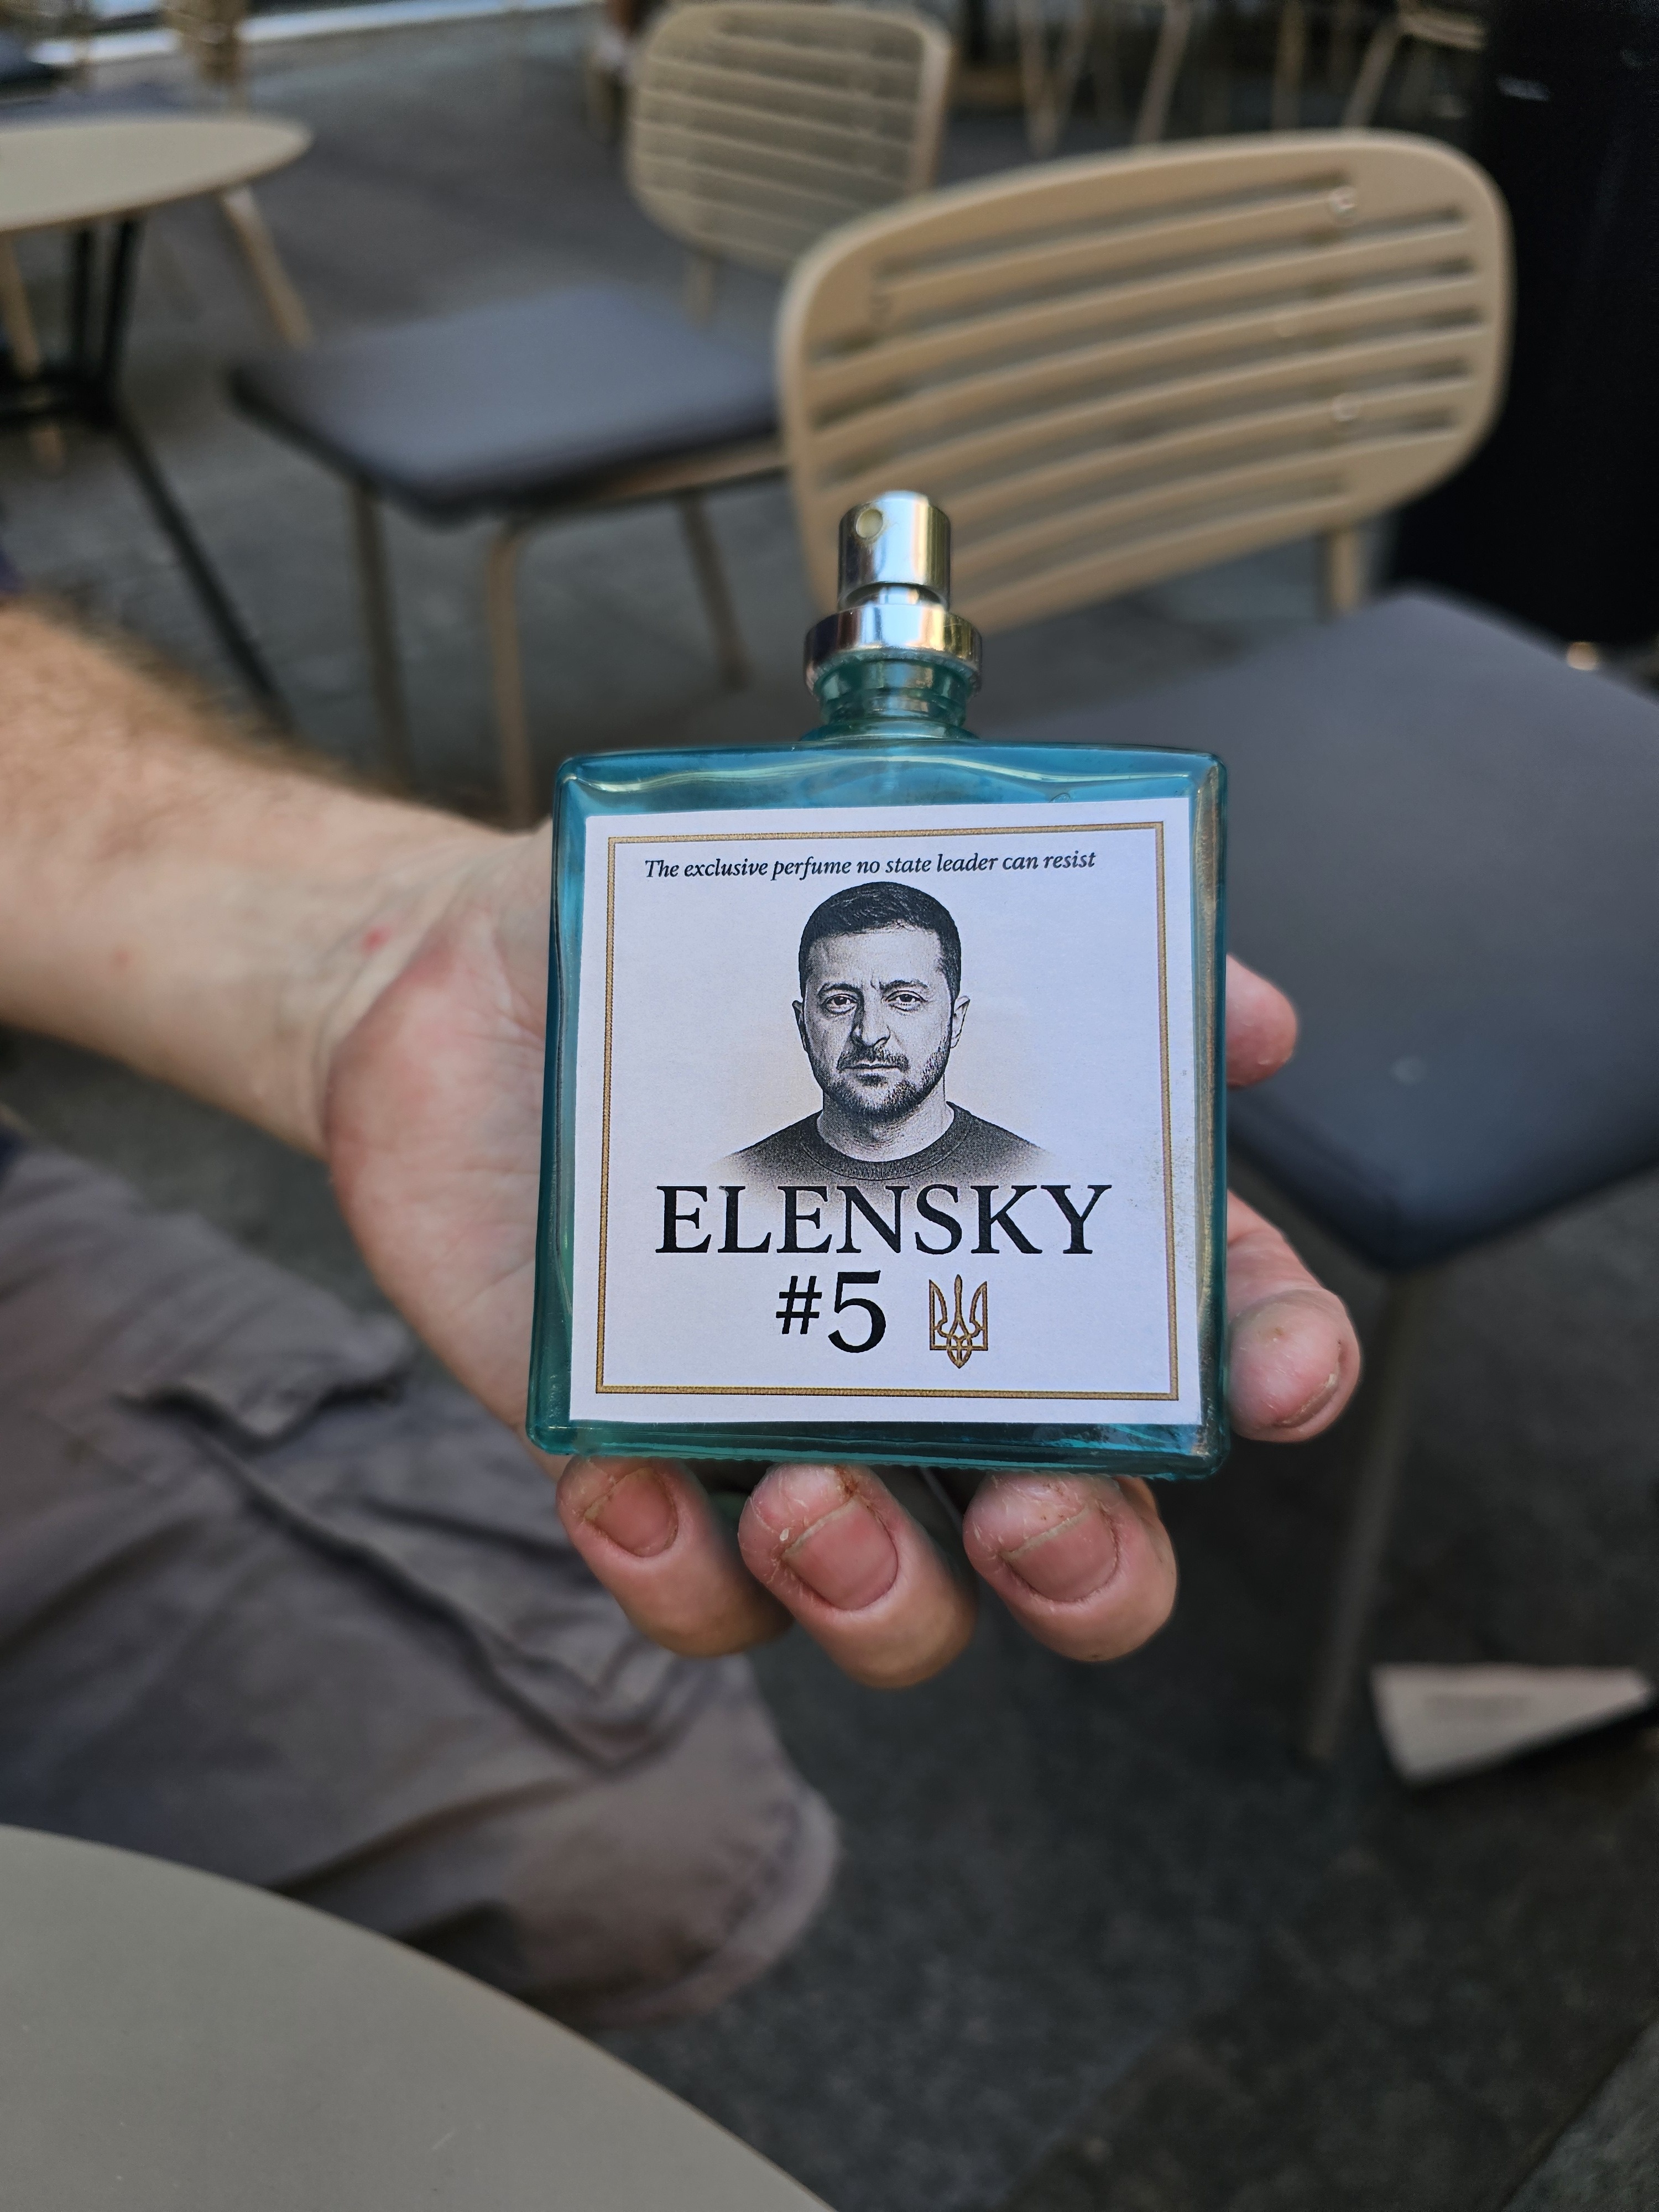 The exclusive perfume no state leader can resist
ELENSKY
#5